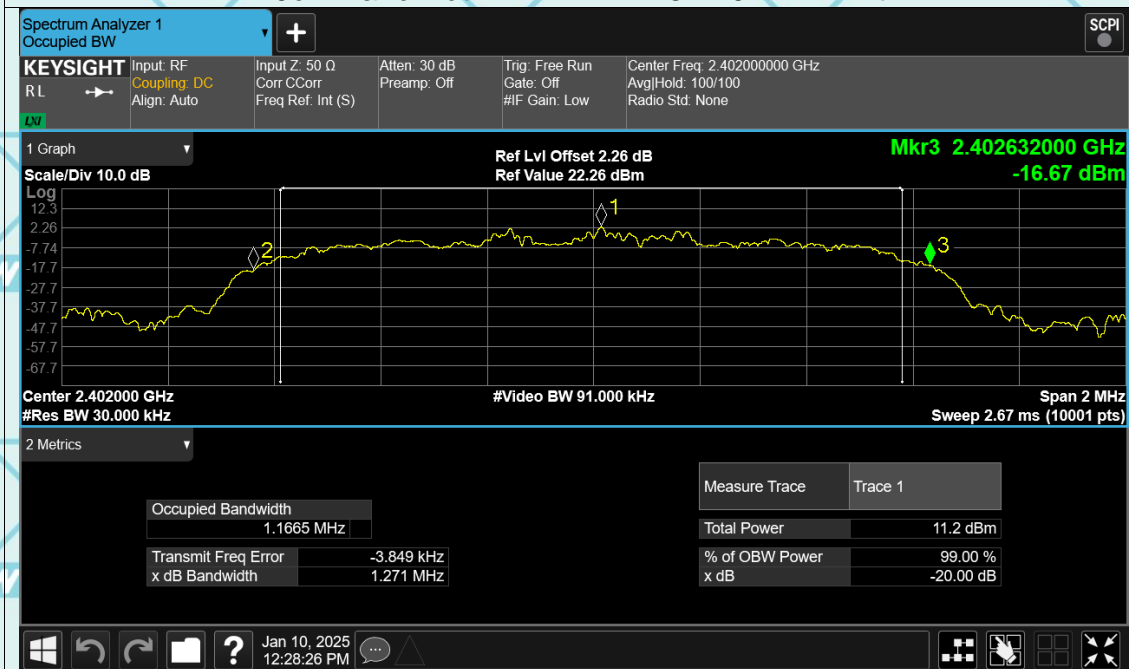 Spectrum Analyzer 1
Occupied BW
+
SCPI
KEYSIGHT
RL
LXI
Input: RF
Coupling: DC
Align: Auto
Input Z: 50 Ω
Corr CCorr
Freq Ref: Int (S)
Atten: 30 dB
Preamp: Off
Trig: Free Run
Gate: Off
#IF Gain: Low
Center Freq: 2.402000000 GHz
Avg|Hold: 100/100
Radio Std: None
1 Graph
Scale/Div 10.0 dB
Ref Lvl Offset 2.26 dB
Ref Value 22.26 dBm
Mkr3 2.402632000 GHz
-16.67 dBm
Log
12.3
2.26
-7.74
-17.7
-27.7
-37.7
-47.7
-57.7
-67.7
1
2
3
Center 2.402000 GHz
#Video BW 91.000 kHz
Span 2 MHz
#Res BW 30.000 kHz
Sweep 2.67 ms (10001 pts)
2 Metrics
Occupied Bandwidth
1.1665 MHz
Transmit Freq Error -3.849 kHz
x dB Bandwidth 1.271 MHz
Measure Trace Trace 1
Total Power 11.2 dBm
% of OBW Power 99.00 %
x dB -20.00 dB
?
Jan 10, 2025
12:28:26 PM